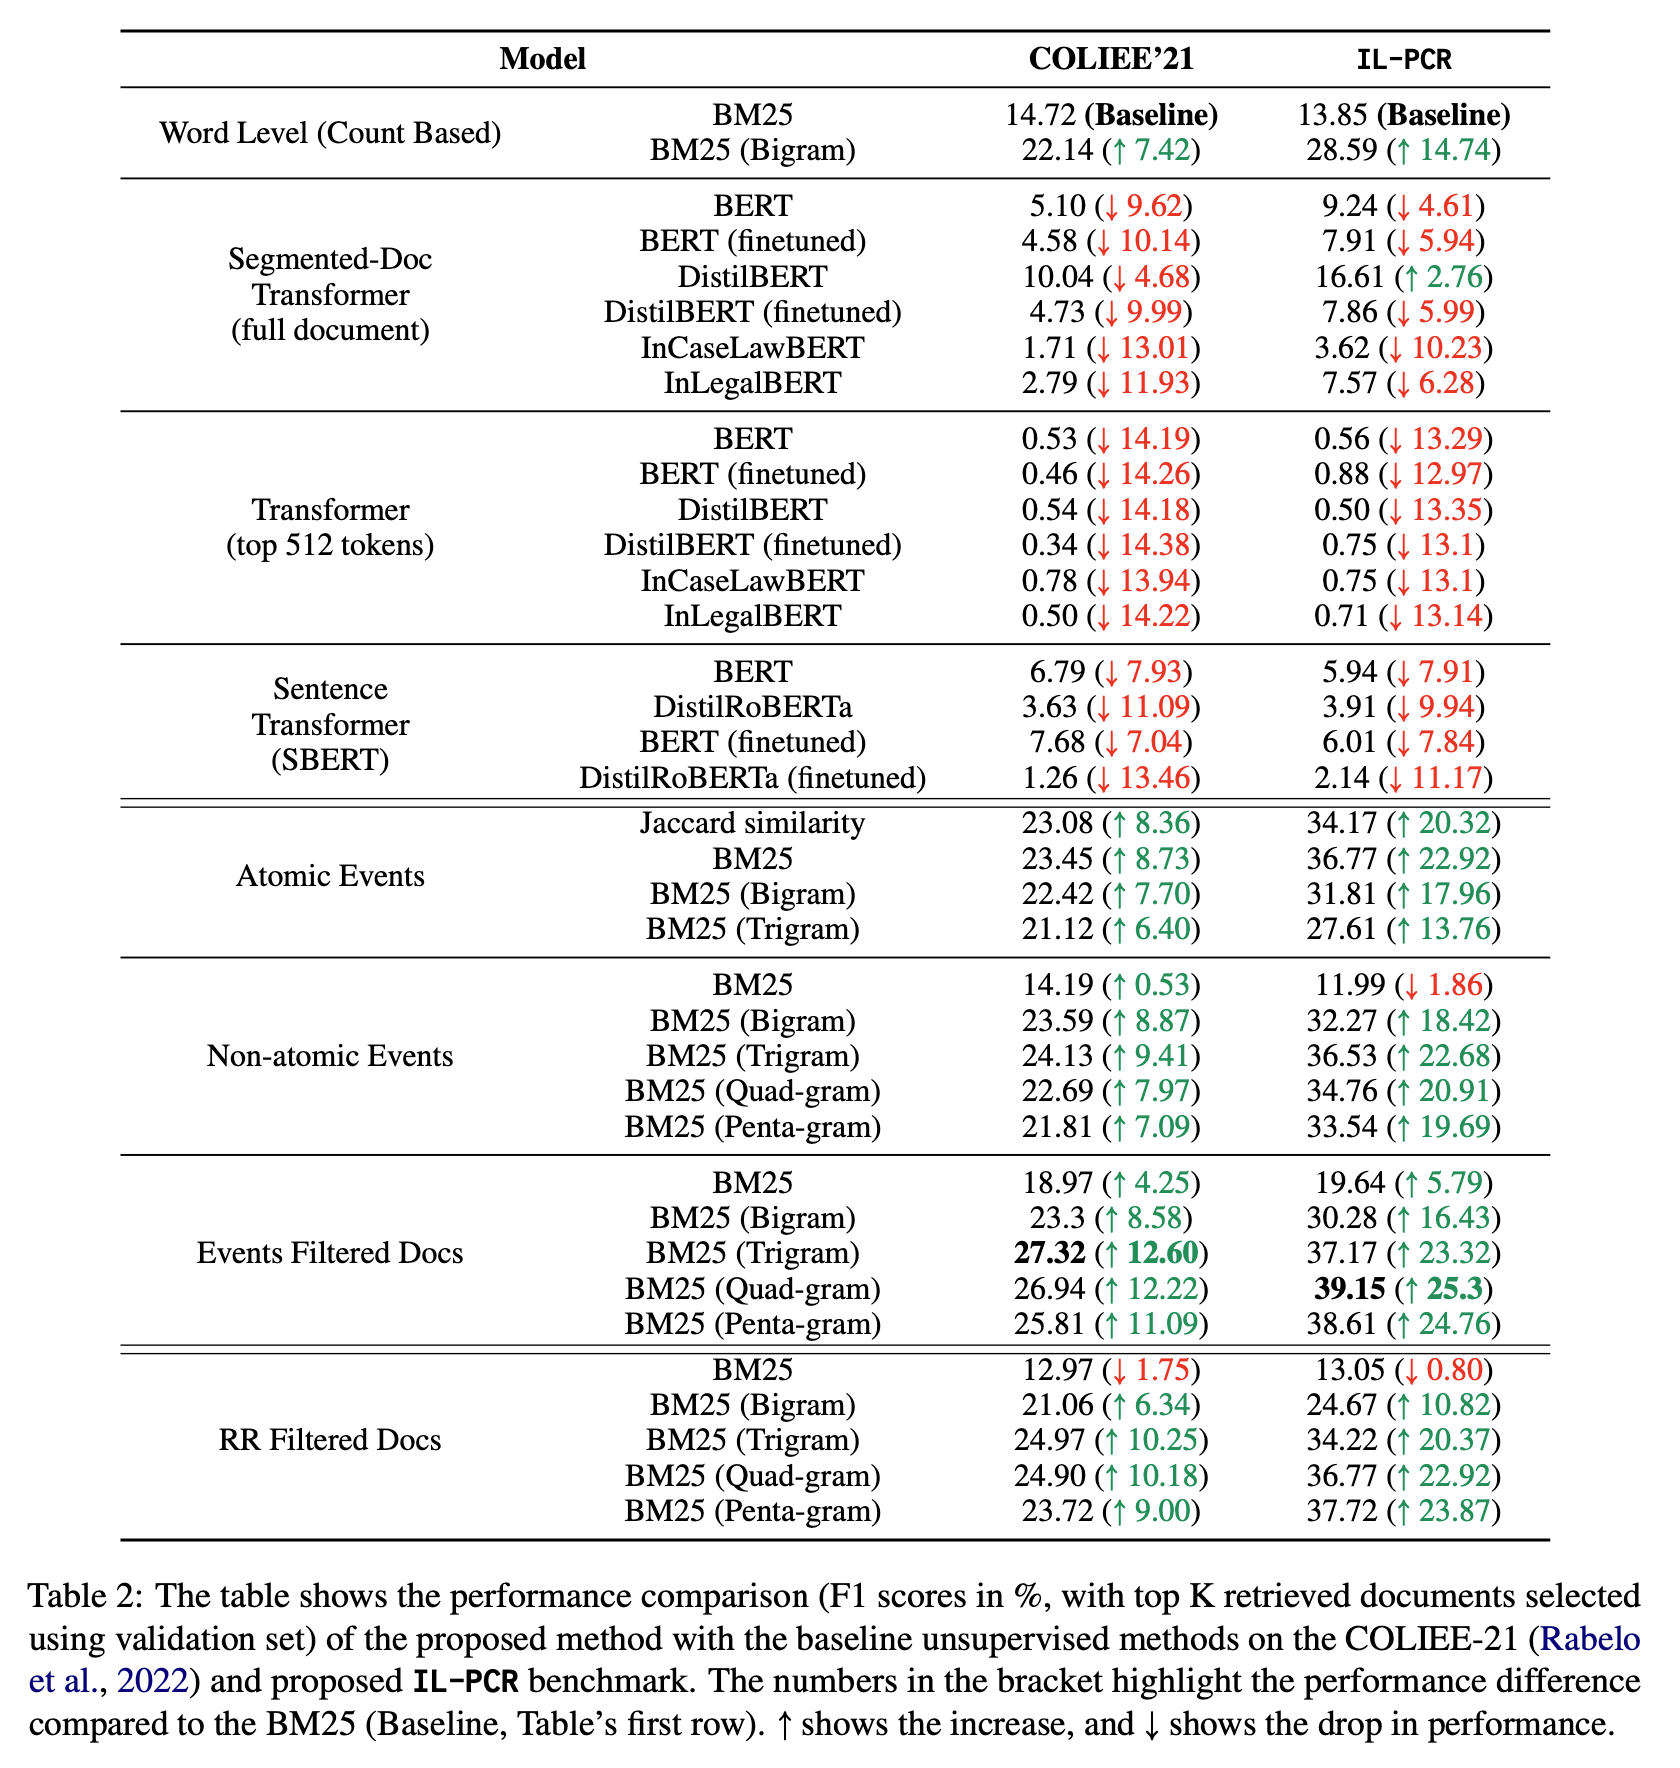 Model COLIEE'21 IL-PCR
Word Level (Count Based)
BM25 14.72 (Baseline) 13.85 (Baseline)
BM25 (Bigram) 22.14 (↑ 7.42) 28.59 (↑ 14.74)
Segmented-Doc
Transformer
(full document)
BERT 5.10 (↓ 9.62) 9.24 (↓ 4.61)
BERT (finetuned) 4.58 (↓ 10.14) 7.91 (↓ 5.94)
DistilBERT 10.04 (↓ 4.68) 16.61 (↑ 2.76)
DistilBERT (finetuned) 4.73 (↓ 9.99) 7.86 (↓ 5.99)
InCaseLawBERT 1.71 (↓ 13.01) 3.62 (↓ 10.23)
InLegalBERT 2.79 (↓ 11.93) 7.57 (↓ 6.28)
Transformer
(top 512 tokens)
BERT 0.53 (↓ 14.19) 0.56 (↓ 13.29)
BERT (finetuned) 0.46 (↓ 14.26) 0.88 (↓ 12.97)
DistilBERT 0.54 (↓ 14.18) 0.50 (↓ 13.35)
DistilBERT (finetuned) 0.34 (↓ 14.38) 0.75 (↓ 13.1)
InCaseLawBERT 0.78 (↓ 13.94) 0.75 (↓ 13.1)
InLegalBERT 0.50 (↓ 14.22) 0.71 (↓ 13.14)
Sentence
Transformer
(SBERT)
BERT 6.79 (↓ 7.93) 5.94 (↓ 7.91)
DistilRoBERTa 3.63 (↓ 11.09) 3.91 (↓ 9.94)
BERT (finetuned) 7.68 (↓ 7.04) 6.01 (↓ 7.84)
DistilRoBERTa (finetuned) 1.26 (↓ 13.46) 2.14 (↓ 11.17)
Atomic Events
Jaccard similarity 23.08 (↑ 8.36) 34.17 (↑ 20.32)
BM25 23.45 (↑ 8.73) 36.77 (↑ 22.92)
BM25 (Bigram) 22.42 (↑ 7.70) 31.81 (↑ 17.96)
BM25 (Trigram) 21.12 (↑ 6.40) 27.61 (↑ 13.76)
Non-atomic Events
BM25 14.19 (↑ 0.53) 11.99 (↓ 1.86)
BM25 (Bigram) 23.59 (↑ 8.87) 32.27 (↑ 18.42)
BM25 (Trigram) 24.13 (↑ 9.41) 36.53 (↑ 22.68)
BM25 (Quad-gram) 22.69 (↑ 7.97) 34.76 (↑ 20.91)
BM25 (Penta-gram) 21.81 (↑ 7.09) 33.54 (↑ 19.69)
Events Filtered Docs
BM25 18.97 (↑ 4.25) 19.64 (↑ 5.79)
BM25 (Bigram) 23.3 (↑ 8.58) 30.28 (↑ 16.43)
BM25 (Trigram) 27.32 (↑ 12.60) 37.17 (↑ 23.32)
BM25 (Quad-gram) 26.94 (↑ 12.22) 39.15 (↑ 25.3)
BM25 (Penta-gram) 25.81 (↑ 11.09) 38.61 (↑ 24.76)
RR Filtered Docs
BM25 12.97 (↓ 1.75) 13.05 (↓ 0.80)
BM25 (Bigram) 21.06 (↑ 6.34) 24.67 (↑ 10.82)
BM25 (Trigram) 24.97 (↑ 10.25) 34.22 (↑ 20.37)
BM25 (Quad-gram) 24.90 (↑ 10.18) 36.77 (↑ 22.92)
BM25 (Penta-gram) 23.72 (↑ 9.00) 37.72 (↑ 23.87)
Table 2: The table shows the performance comparison (F1 scores in %, with top K retrieved documents selected
using validation set) of the proposed method with the baseline unsupervised methods on the COLIEE-21 (Rabelo
et al., 2022) and proposed IL-PCR benchmark. The numbers in the bracket highlight the performance difference
compared to the BM25 (Baseline, Table's first row). ↑ shows the increase, and ↓ shows the drop in performance.